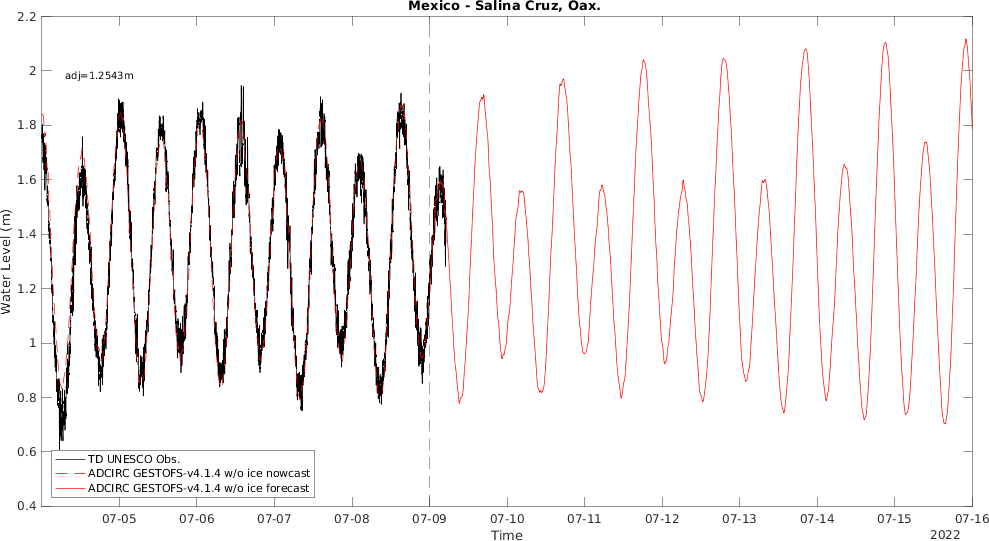 Mexico - Salina Cruz, Oax.
2.2
2
1.8
1.6
1.4
1.2
1
0.8
0.6
0.4
Water Level (m)
adj=1.2543m
TD UNESCO Obs.
ADCIRC GESTOFS-v4.1.4 w/o ice nowcast
ADCIRC GESTOFS-v4.1.4 w/o ice forecast
07-05 07-06 07-07 07-08 07-09 07-10 07-11 07-12 07-13 07-14 07-15 07-16
Time
2022